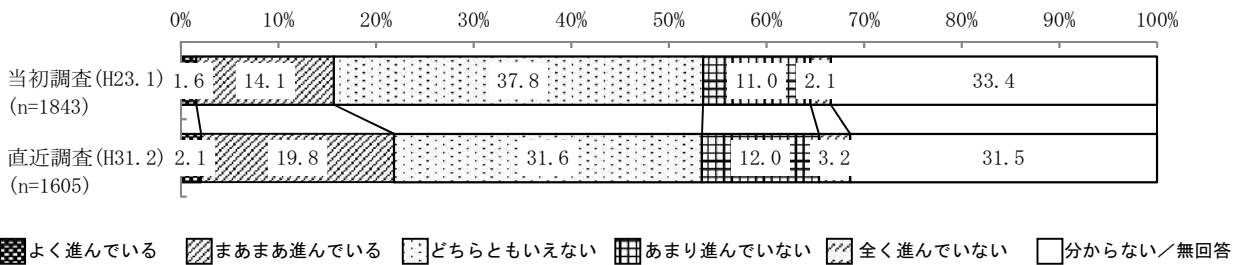 0% 10% 20% 30% 40% 50% 60% 70% 80% 90% 100%
当初調査(H23.1)
(n=1843)
1.6 14.1 37.8 11.0 2.1 33.4
直近調査(H31.2)
(n=1605)
2.1 19.8 31.6 12.0 3.2 31.5
よく進んでいる まあまあ進んでいる どちらともいえない あまり進んでいない 全く進んでいない 分からない／無回答